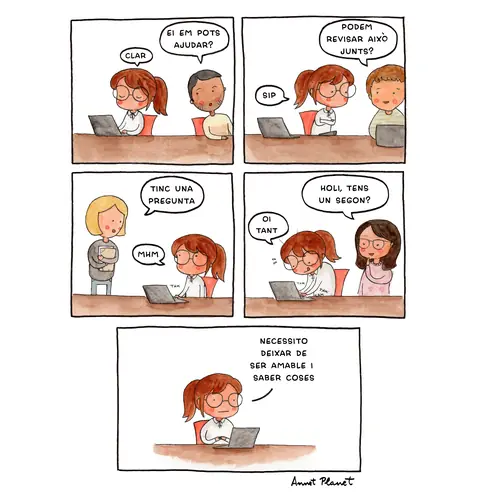 CLAR
EI EM POTS
AJUDAR?
PODEM
REVISAR AIXÒ
JUNTS?
SIP
TINC UNA
PREGUNTA
MHM
TIKA
HOLI, TENS
UN SEGON?
OI
TANT
NECESSITO
DEIXAR DE
SER AMABLE I
SABER COSES
Annet Planet